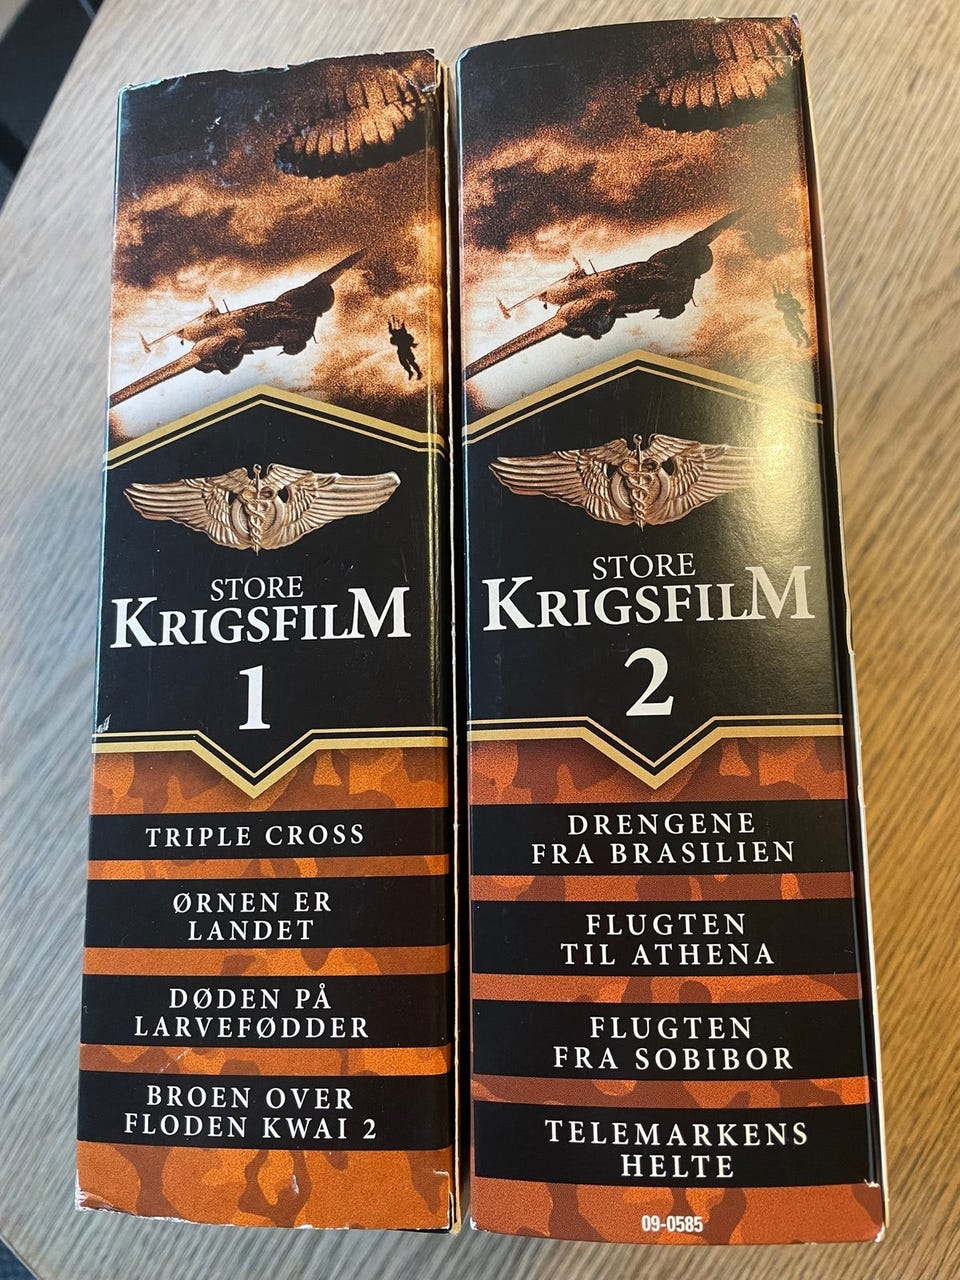 STORE
KRIGSFILM
1
TRIPLE CROSS
ØRNEN ER
LANDET
DØDEN PÅ
LARVEFØDDER
BROEN OVER
FLODEN KWAI 2
STORE
KRIGSFILM
2
DRENGENE
FRA BRASILIEN
FLUGTEN
TIL ATHENA
FLUGTEN
FRA SOBIBOR
TELEMARKENS
HELTE
09-0585